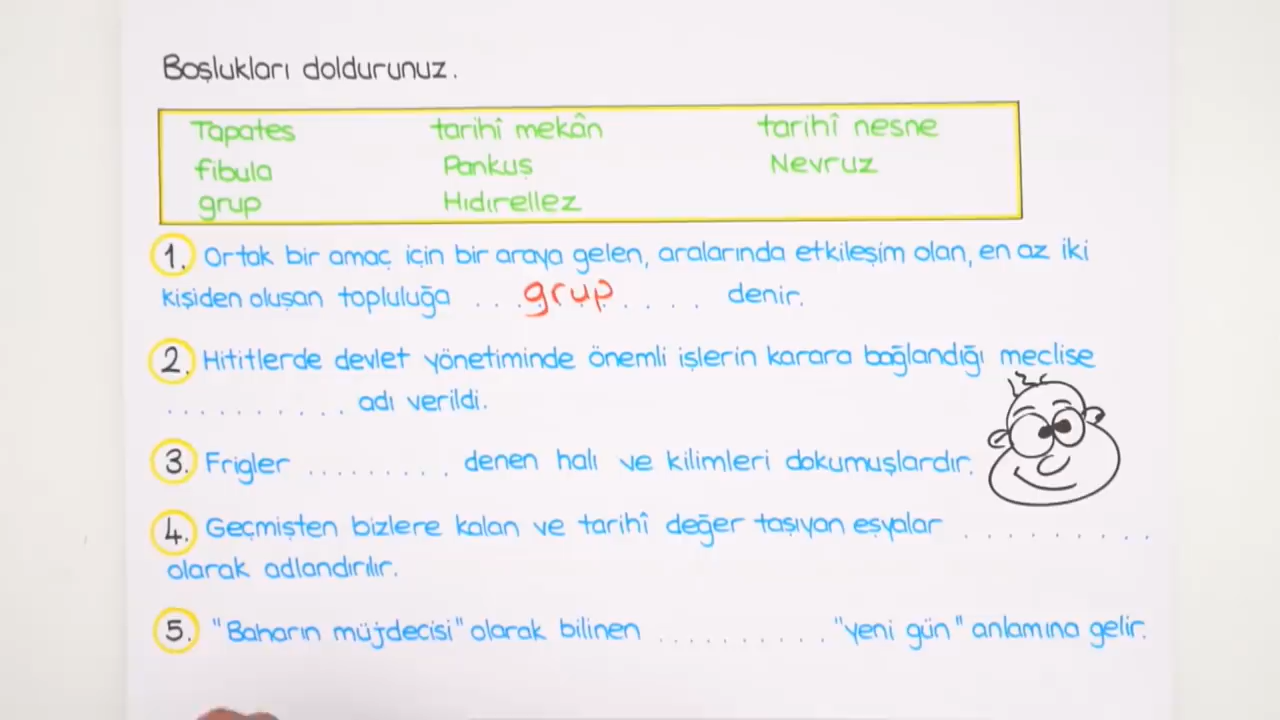 Boşlukları doldurunuz.
Tapates tarihî mekân tarihî nesne
fibula Pankuş Nevruz
grup Hıdırellez
1. Ortak bir amaç için bir araya gelen, aralarında etkileşim olan, en az iki
kişiden oluşan topluluğa ... grup .... denir.
2. Hititlerde devlet yönetiminde önemli işlerin karara bağlandığı meclise
.......... adı verildi.
3. Frigler ......... denen halı ve kilimleri dokumuşlardır.
4. Geçmişten bizlere kalan ve tarihî değer taşıyan eşyalar .........
olarak adlandırılır.
5. "Baharın müjdecisi" olarak bilinen .......... "yeni gün" anlamına gelir.